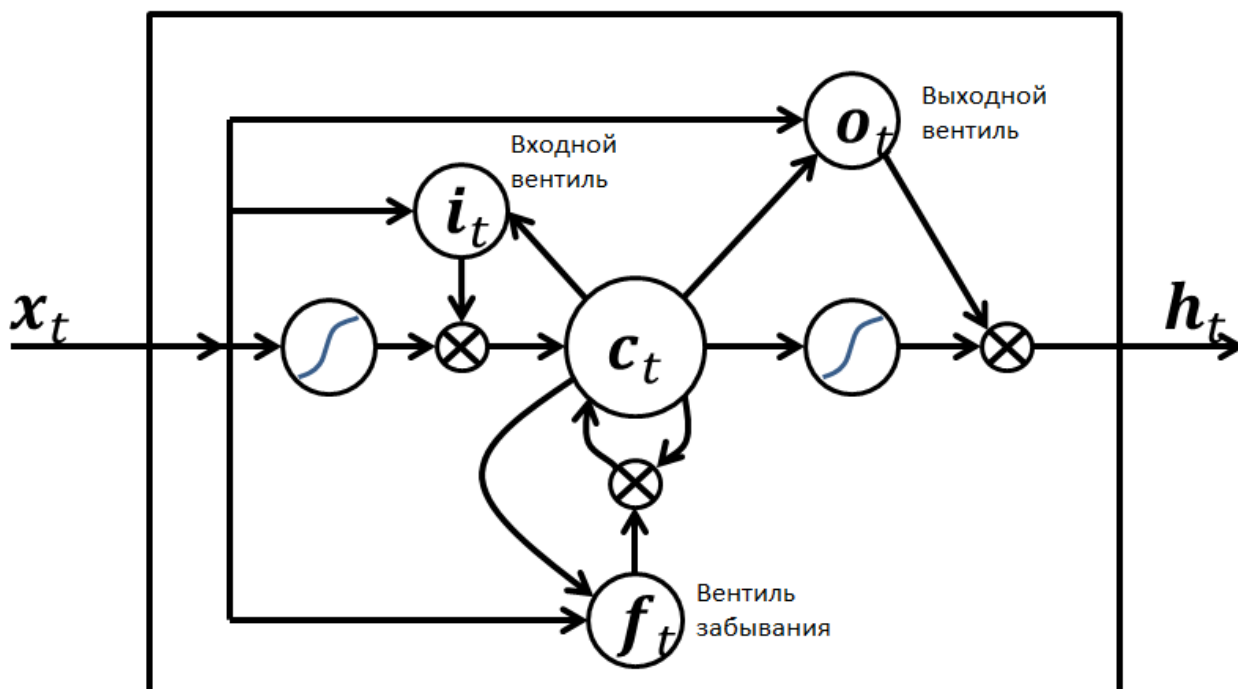 Выходной
вентиль
o_t
Входной
вентиль
i_t
x_t
c_t
h_t
f_t
Вентиль
забывания